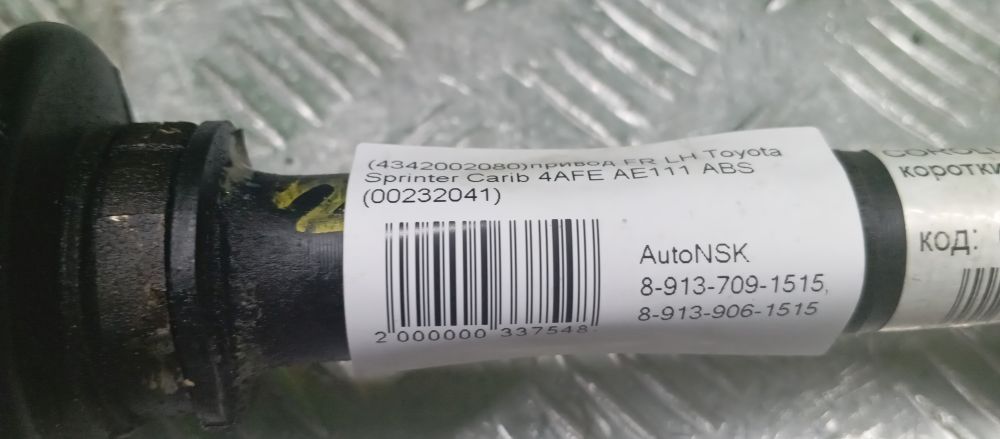 (4342002080)привод FR LH Toyota
Sprinter Carib 4AFE AE111 ABS
(00232041)
2 000000 337548
AutoNSK
8-913-709-1515,
8-913-906-1515
коротки
код: